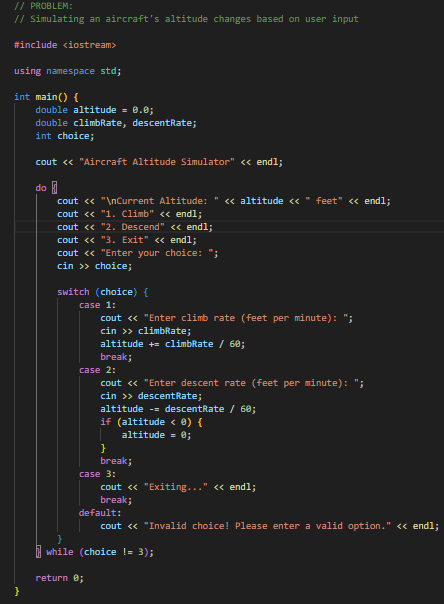 // PROBLEM:
// Simulating an aircraft's altitude changes based on user input
#include <iostream>
using namespace std;
int main() {
double altitude = 0.0;
double climbRate, descentRate;
int choice;
cout << "Aircraft Altitude Simulator" << endl;
do {
cout << "\nCurrent Altitude: " << altitude << " feet" << endl;
cout << "1. Climb" << endl;
cout << "2. Descend" << endl;
cout << "3. Exit" << endl;
cout << "Enter your choice: ";
cin >> choice;
switch (choice) {
case 1:
cout << "Enter climb rate (feet per minute): ";
cin >> climbRate;
altitude += climbRate / 60;
break;
case 2:
cout << "Enter descent rate (feet per minute): ";
cin >> descentRate;
altitude -= descentRate / 60;
if (altitude < 0) {
altitude = 0;
}
break;
case 3:
cout << "Exiting..." << endl;
break;
default:
cout << "Invalid choice! Please enter a valid option." << endl;
}
} while (choice != 3);
return 0;
}